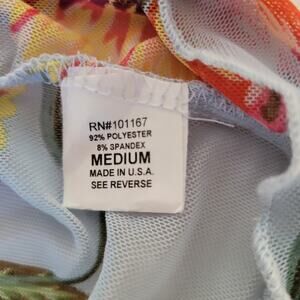 RN#101167
92% POLYESTER
8% SPANDEX
MEDIUM
MADE IN U.S.A.
SEE REVERSE